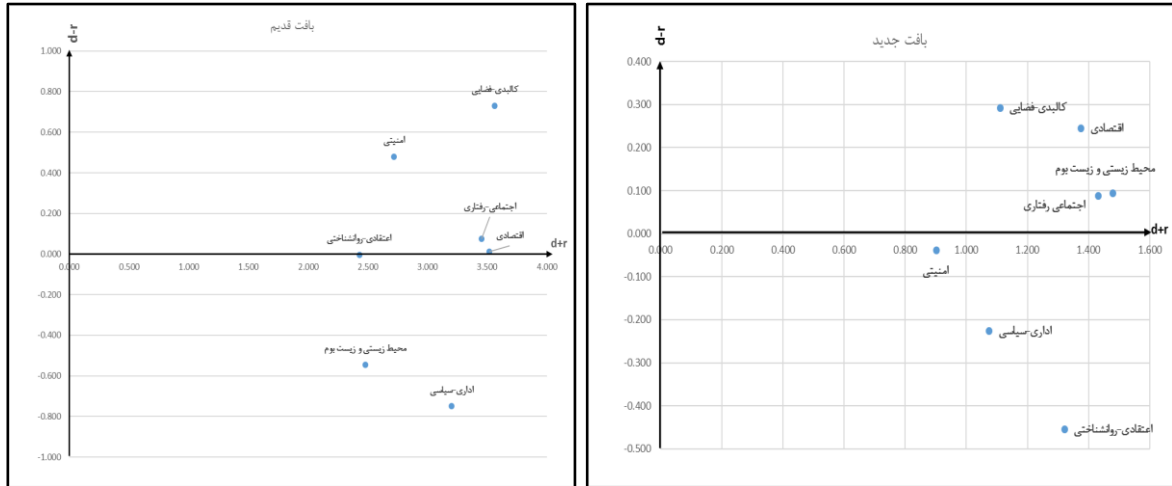 بافت قدیم
d-r
1.000
0.800
0.600
0.400
0.200
0.000
-0.200
-0.400
-0.600
-0.800
-1.000
0.000 0.500 1.000 1.500 2.000 2.500 3.000 3.500 4.000
d+r
کالبدی-فضایی
امنیتی
اجتماعی-رفتاری
اقتصادی
اعتقادی-روانشناختی
محیط زیستی و زیست بوم
اداری-سیاسی
بافت جدید
d-r
0.400
0.300
0.200
0.100
0.000
-0.100
-0.200
-0.300
-0.400
-0.500
0.000 0.200 0.400 0.600 0.800 1.000 1.200 1.400 1.600
d+r
کالبدی-فضایی
اقتصادی
محیط زیستی و زیست بوم
اجتماعی رفتاری
امنیتی
اداری-سیاسی
اعتقادی-روانشناختی